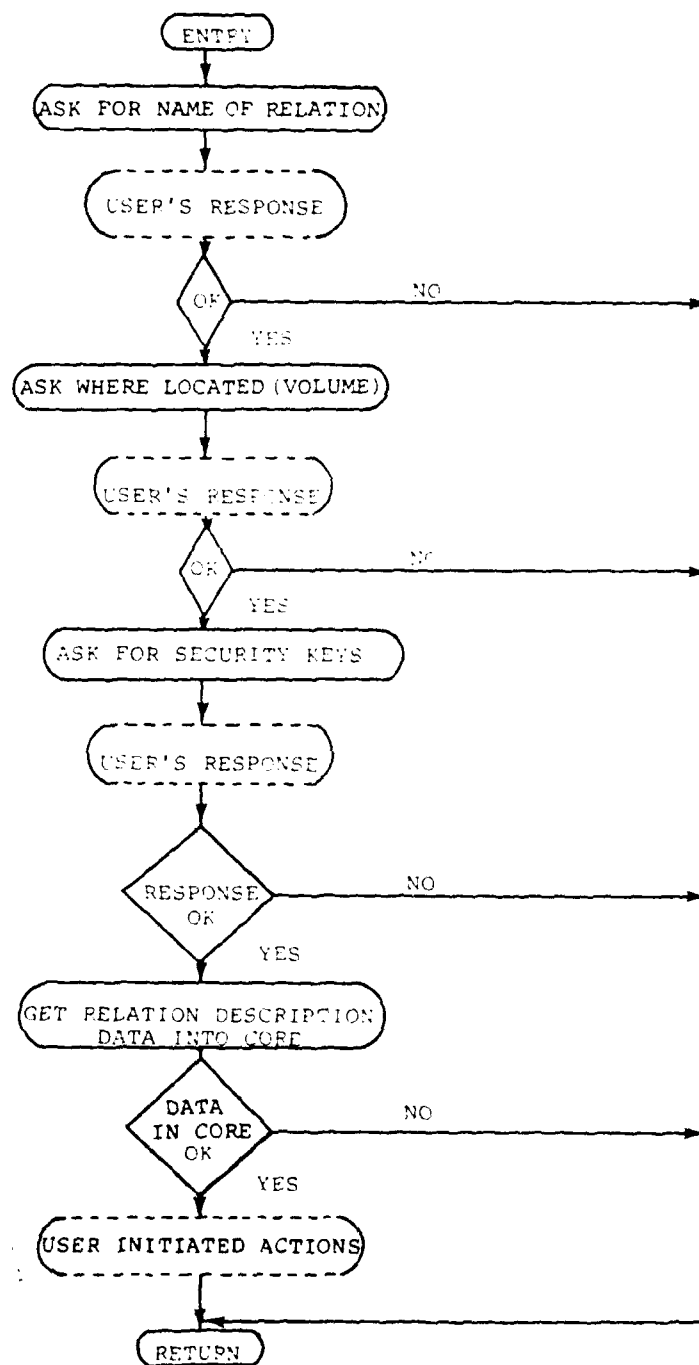 ENTRY
ASK FOR NAME OF RELATION
USER'S RESPONSE
OK
NO
YES
ASK WHERE LOCATED (VOLUME)
USER'S RESPONSE
OK
NO
YES
ASK FOR SECURITY KEYS
USER'S RESPONSE
RESPONSE
OK
NO
YES
GET RELATION DESCRIPTION
DATA INTO CORE
DATA
IN CORE
OK
NO
YES
USER INITIATED ACTIONS
RETURN